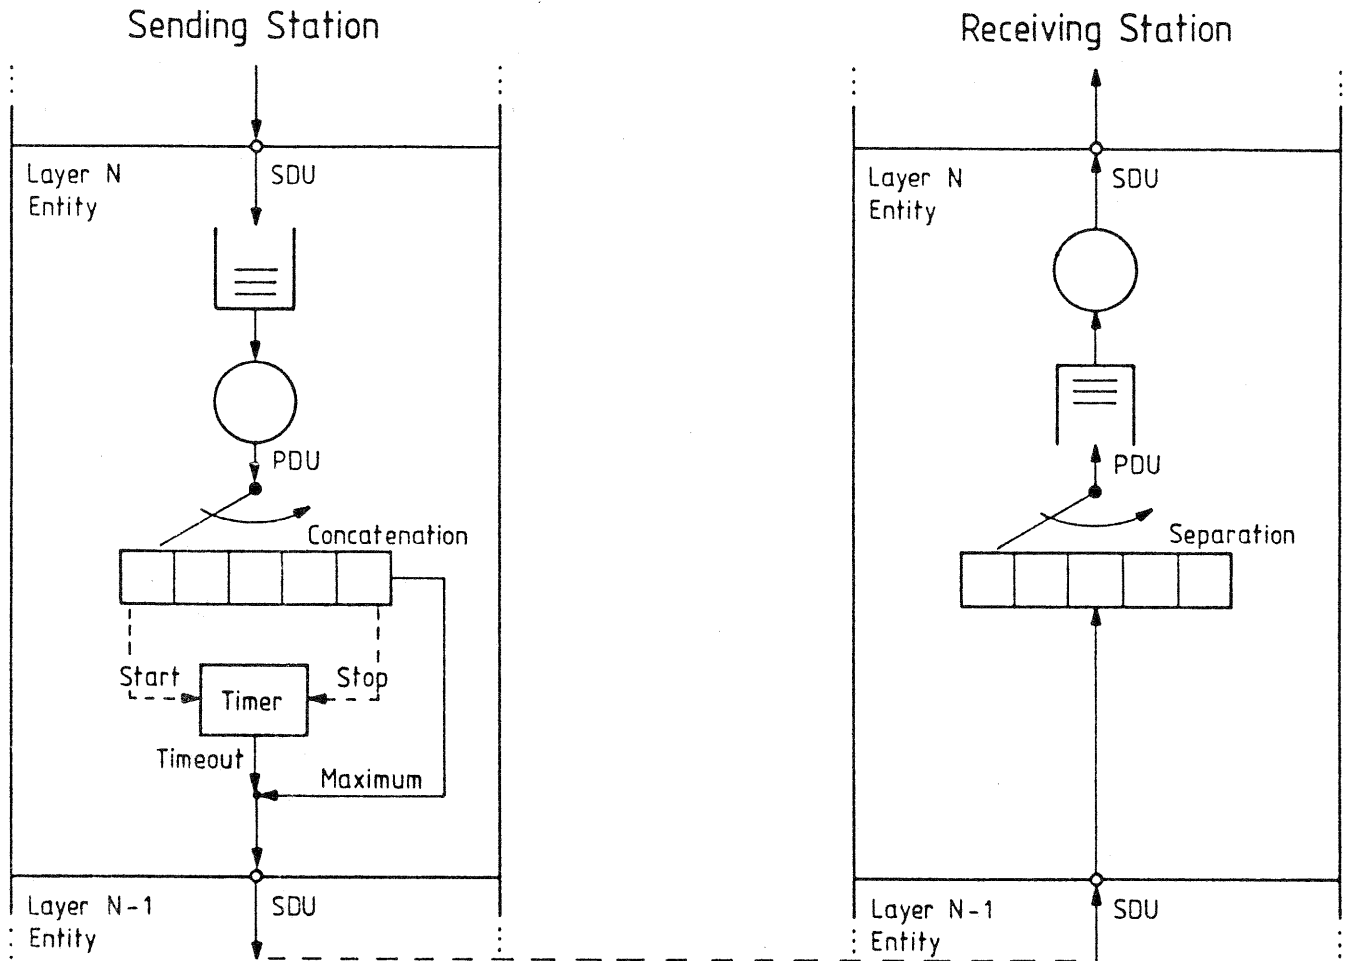 Sending Station
Receiving Station
Layer N
Entity
SDU
PDU
Concatenation
Start
Stop
Timer
Timeout
Maximum
Layer N-1
Entity
SDU
Layer N
Entity
SDU
PDU
Separation
Layer N-1
Entity
SDU